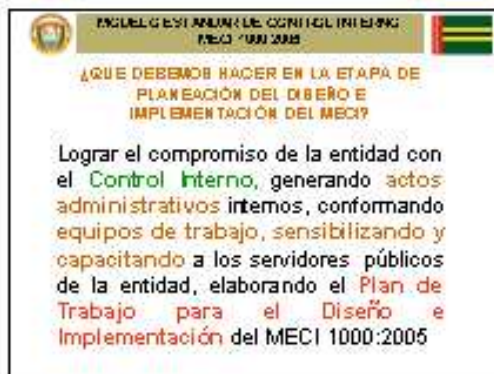 MODELO ESTANDAR DE CONTROL INTERNO
MECI 1000:2005
¿QUE DEBEMOS HACER EN LA ETAPA DE
PLANEACIÓN DEL DISEÑO E
IMPLEMENTACIÓN DEL MECI?
Lograr el compromiso de la entidad con
el Control Interno, generando actos
administrativos internos, conformando
equipos de trabajo, sensibilizando y
capacitando a los servidores públicos
de la entidad, elaborando el Plan de
Trabajo para el Diseño e
Implementación del MECI 1000:2005